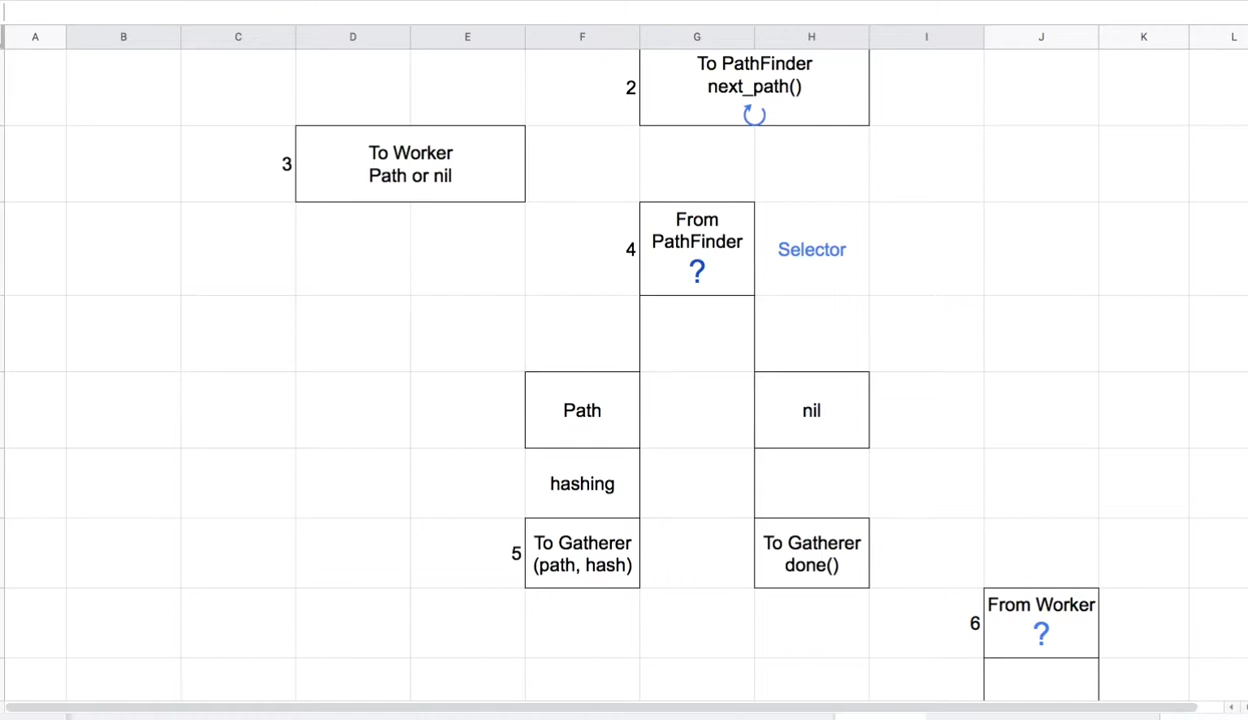 A B C D E F G H I J K L
To PathFinder
2 next_path()
3 To Worker
Path or nil
4 From
PathFinder
?
Selector
Path
nil
hashing
5 To Gatherer
(path, hash)
To Gatherer
done()
6 From Worker
?